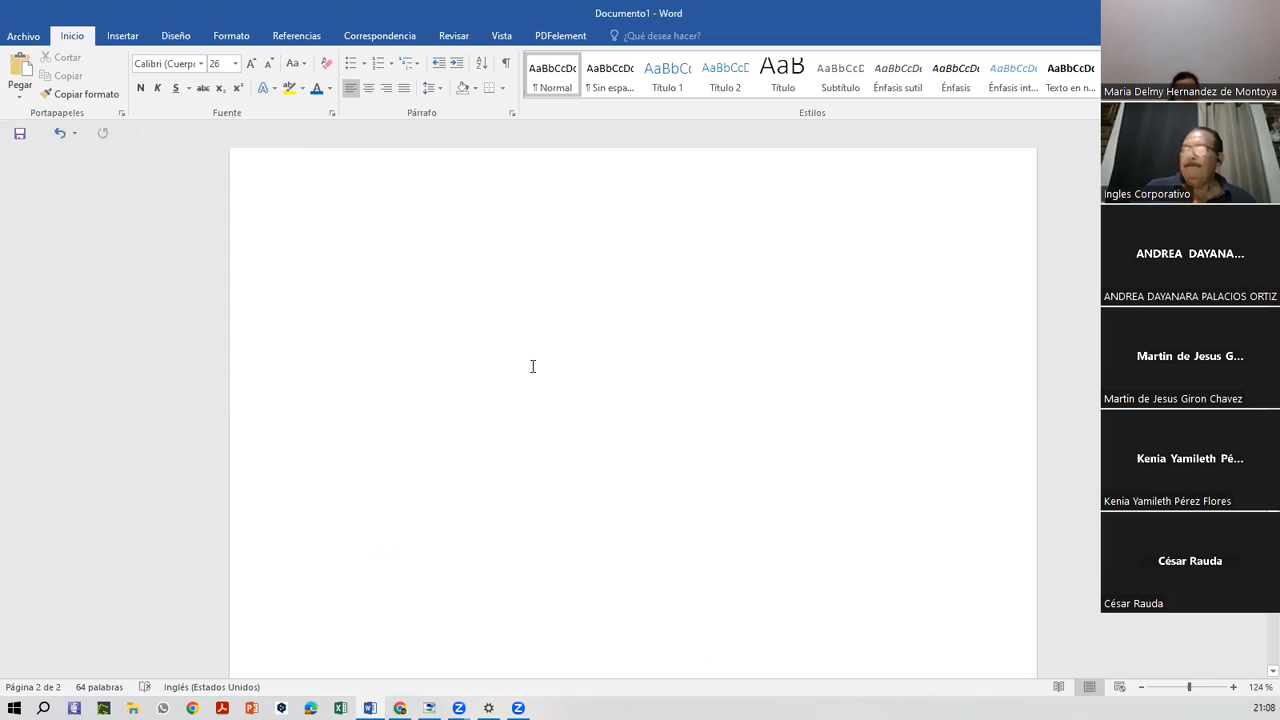 Documento1 - Word
Archivo Inicio Insertar Diseño Formato Referencias Correspondencia Revisar Vista PDFelement ¿Qué desea hacer?
Pegar
Cortar
Copiar
Copiar formato
Portapapeles
Calibri (Cuerpo 26
Aa
N K S abc x₂ x²
A
Fuente
Párrafo
AaBbCcDc AaBbCcDc AaBbCc AaBbCcD AaB AaBbCcD AaBbCcDc AaBbCcDc AaBbCcDc AaBbCcDc
¶ Normal ¶ Sin espa... Título 1 Título 2 Título Subtítulo Énfasis sutil Énfasis Énfasis int... Texto en n...
Estilos
Maria Delmy Hernandez de Montoya
Ingles Corporativo
ANDREA DAYANA...
ANDREA DAYANARA PALACIOS ORTIZ
Martin de Jesus G...
Martin de Jesus Giron Chavez
Kenia Yamileth Pé...
Kenia Yamileth Pérez Flores
César Rauda
César Rauda
Página 2 de 2 64 palabras Inglés (Estados Unidos) 124 %
21:08